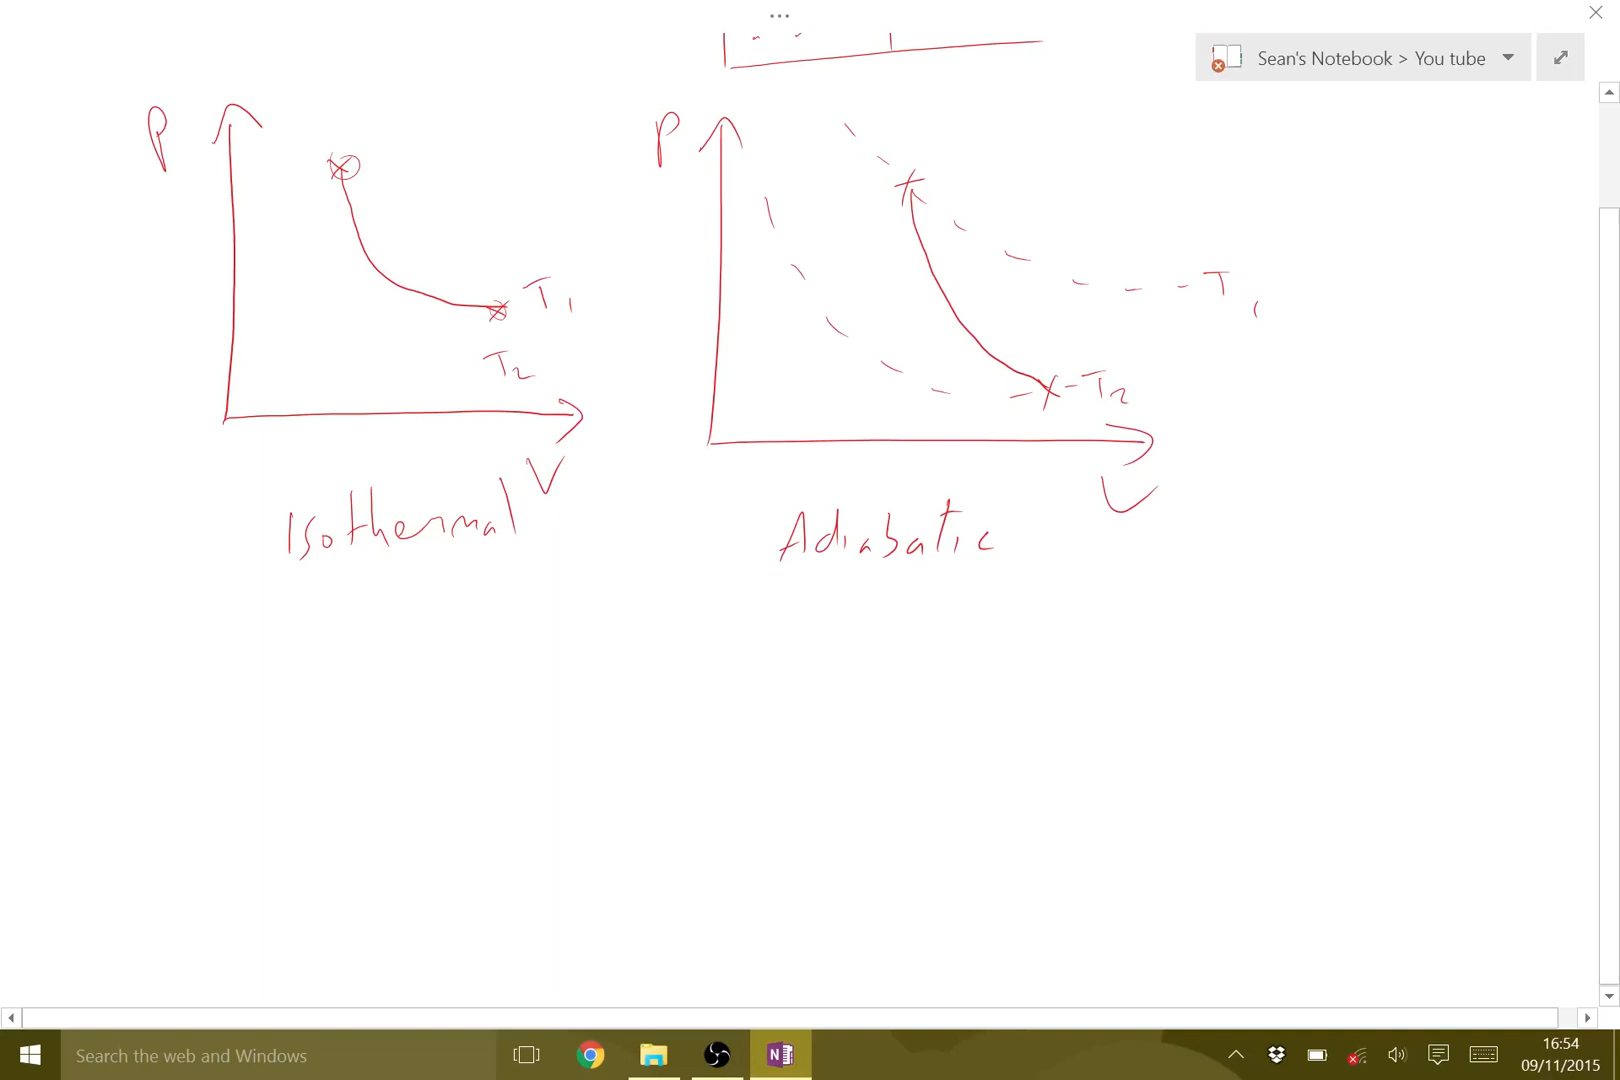 Sean's Notebook > You tube
P
T1
T2
V
Isothermal
P
T1
T2
V
Adiabatic
Search the web and Windows
16:54
09/11/2015